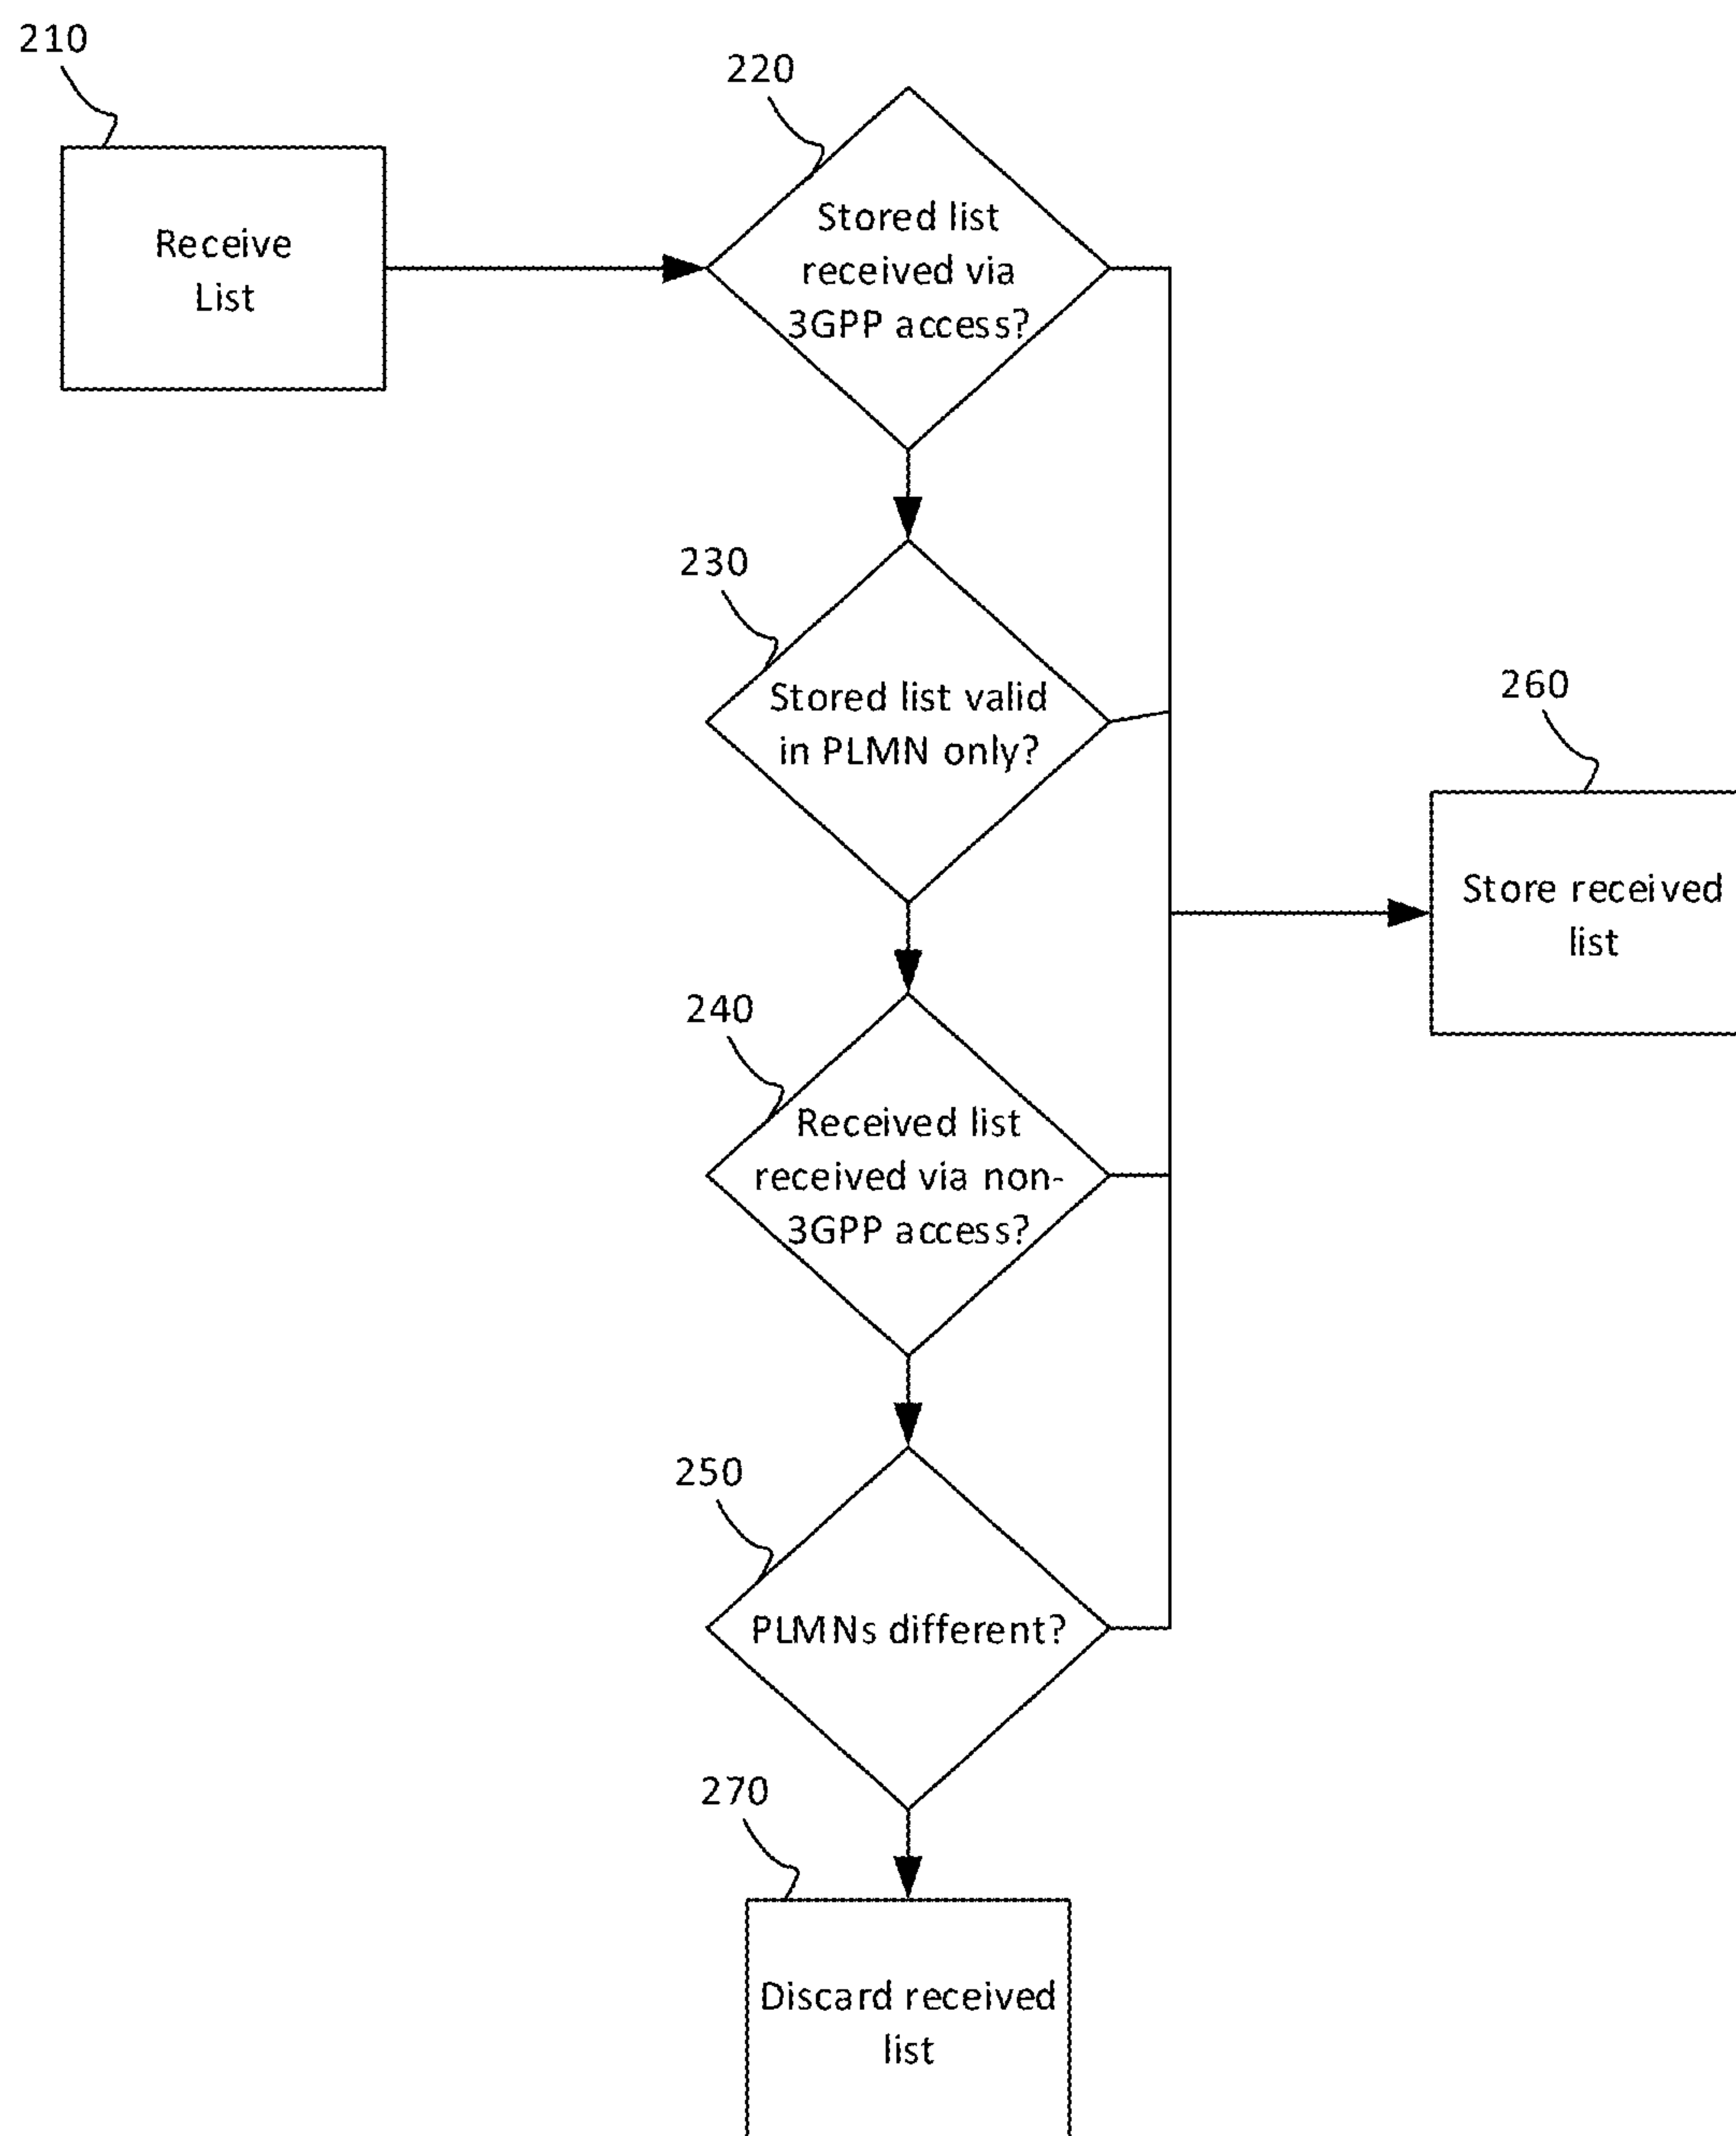 210
Receive
List
220
Stored list
received via
3GPP access?
230
Stored list valid
in PLMN only?
240
Received list
received via non-
3GPP access?
250
PLMNs different?
260
Store received
list
270
Discard received
list